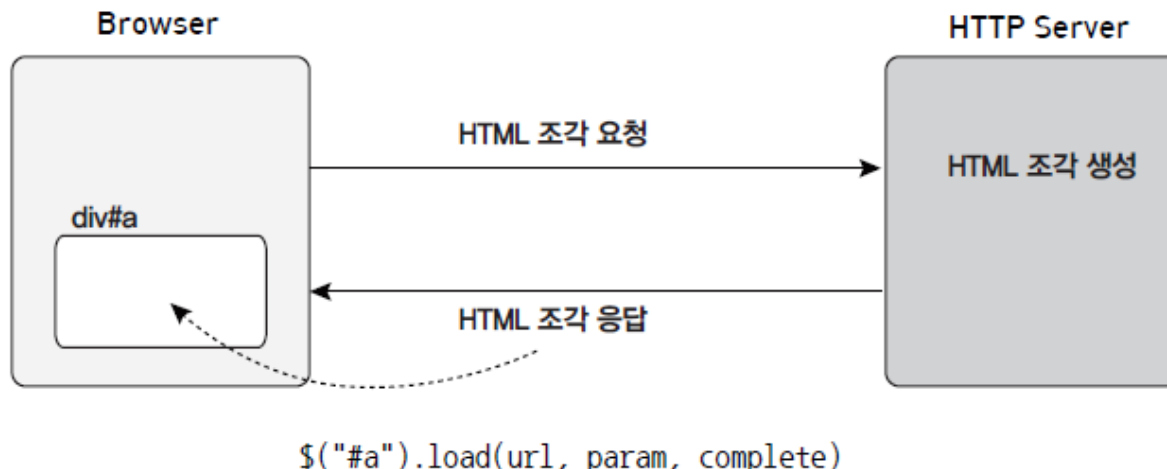 Browser
HTTP Server
HTML 조각 요청
HTML 조각 생성
div#a
HTML 조각 응답
$("#a").load(url, param, complete)